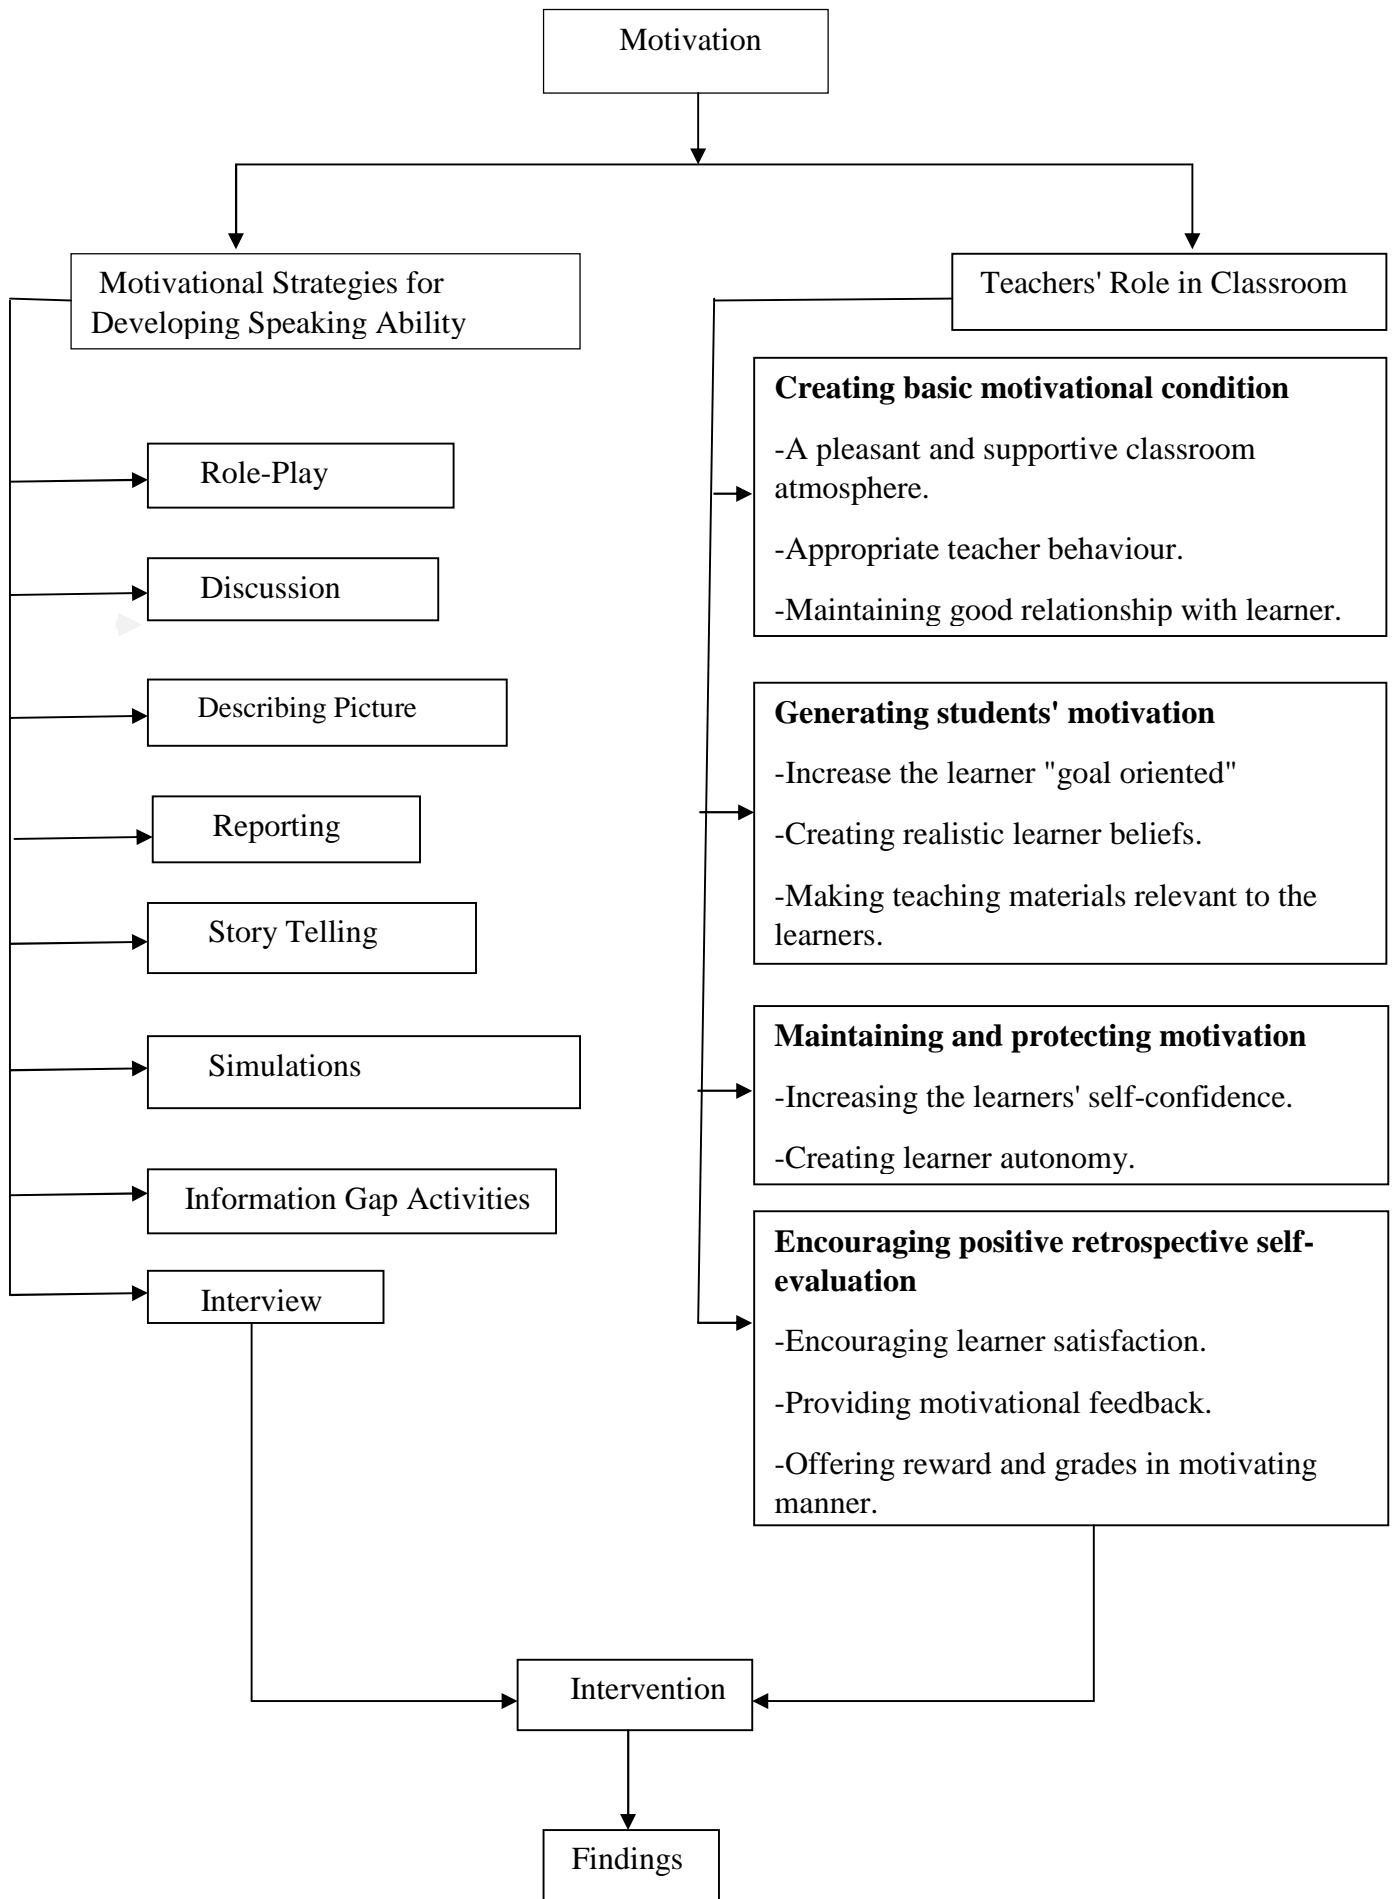 Motivation
Motivational Strategies for
Developing Speaking Ability
Role-Play
Discussion
Describing Picture
Reporting
Story Telling
Simulations
Information Gap Activities
Interview
Teachers' Role in Classroom
Creating basic motivational condition
-A pleasant and supportive classroom
atmosphere.
-Appropriate teacher behaviour.
-Maintaining good relationship with learner.
Generating students' motivation
-Increase the learner "goal oriented"
-Creating realistic learner beliefs.
-Making teaching materials relevant to the
learners.
Maintaining and protecting motivation
-Increasing the learners' self-confidence.
-Creating learner autonomy.
Encouraging positive retrospective self-
evaluation
-Encouraging learner satisfaction.
-Providing motivational feedback.
-Offering reward and grades in motivating
manner.
Intervention
Findings